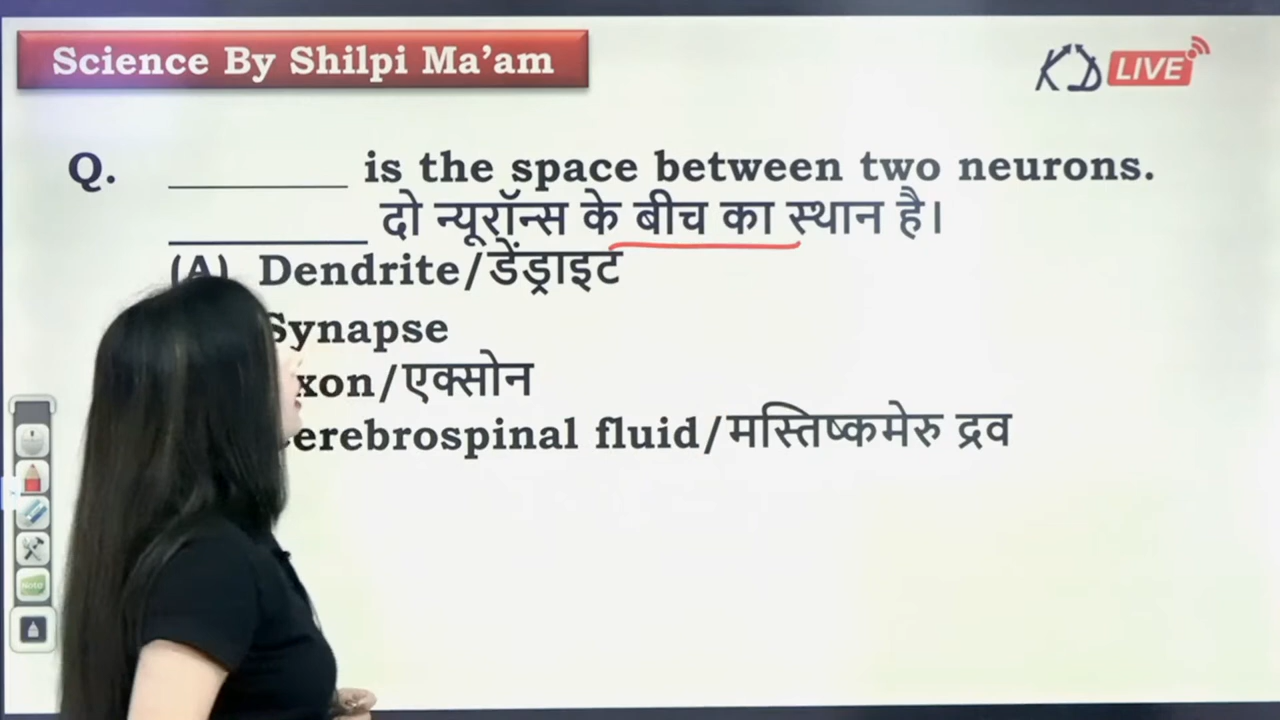 Science By Shilpi Ma’am
KD LIVE
Q. ________ is the space between two neurons.
________ दो न्यूरॉन्स के बीच का स्थान है।
(A) Dendrite/डेंड्राइट
Synapse
xon/एक्सोन
erebrospinal fluid/मस्तिष्कमेरु द्रव
Note